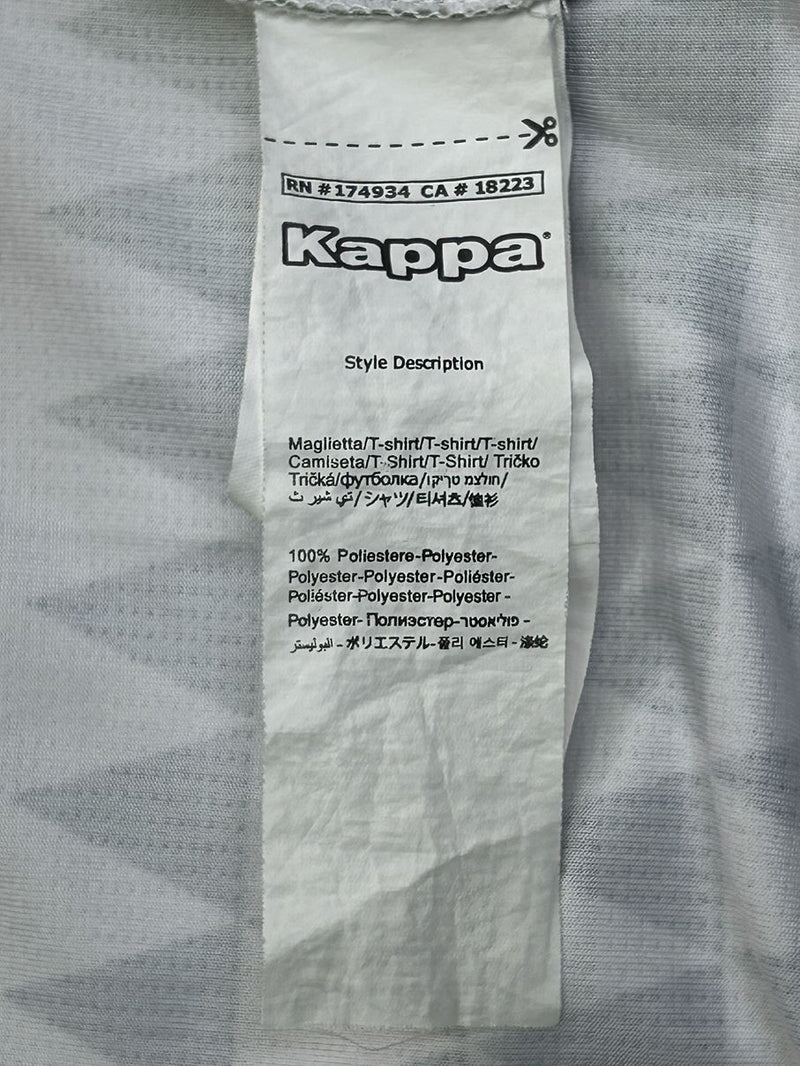 RN #174934 CA # 18223
Kappa®
Style Description
Maglietta/T-shirt/T-shirt/T-shirt/
Camiseta/T-Shirt/T-Shirt/ Tričko
Tričká/футболка/חולצמ טריקו/
تي شيرت/シャツ/티셔츠/恤衫
100% Poliestere-Polyester-
Polyester-Polyester-Poliéster-
Poliéster-Polyester-Polyester-
Polyester-Полиэстер-פוליאסטר -
البوليستر - ポリエステル-폴리 에스터 - 涤纶